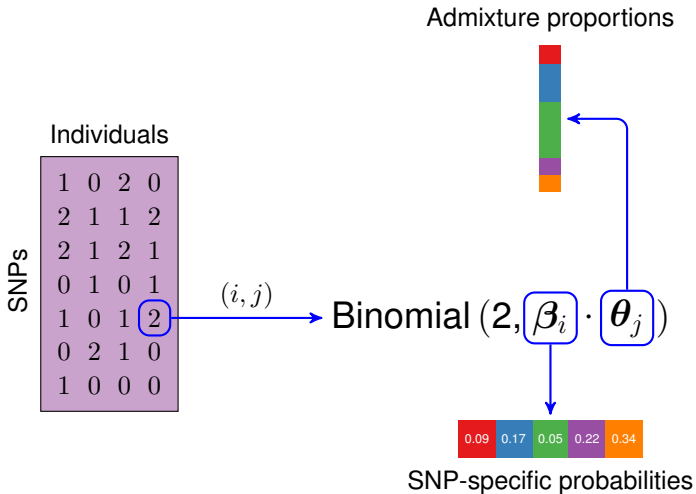 Admixture proportions
Individuals
SNPs
1 0 2 0
2 1 1 2
2 1 2 1
0 1 0 1
1 0 1 2
0 2 1 0
1 0 0 0
(i, j)
Binomial (2, β_i · θ_j)
0.09 0.17 0.05 0.22 0.34
SNP-specific probabilities